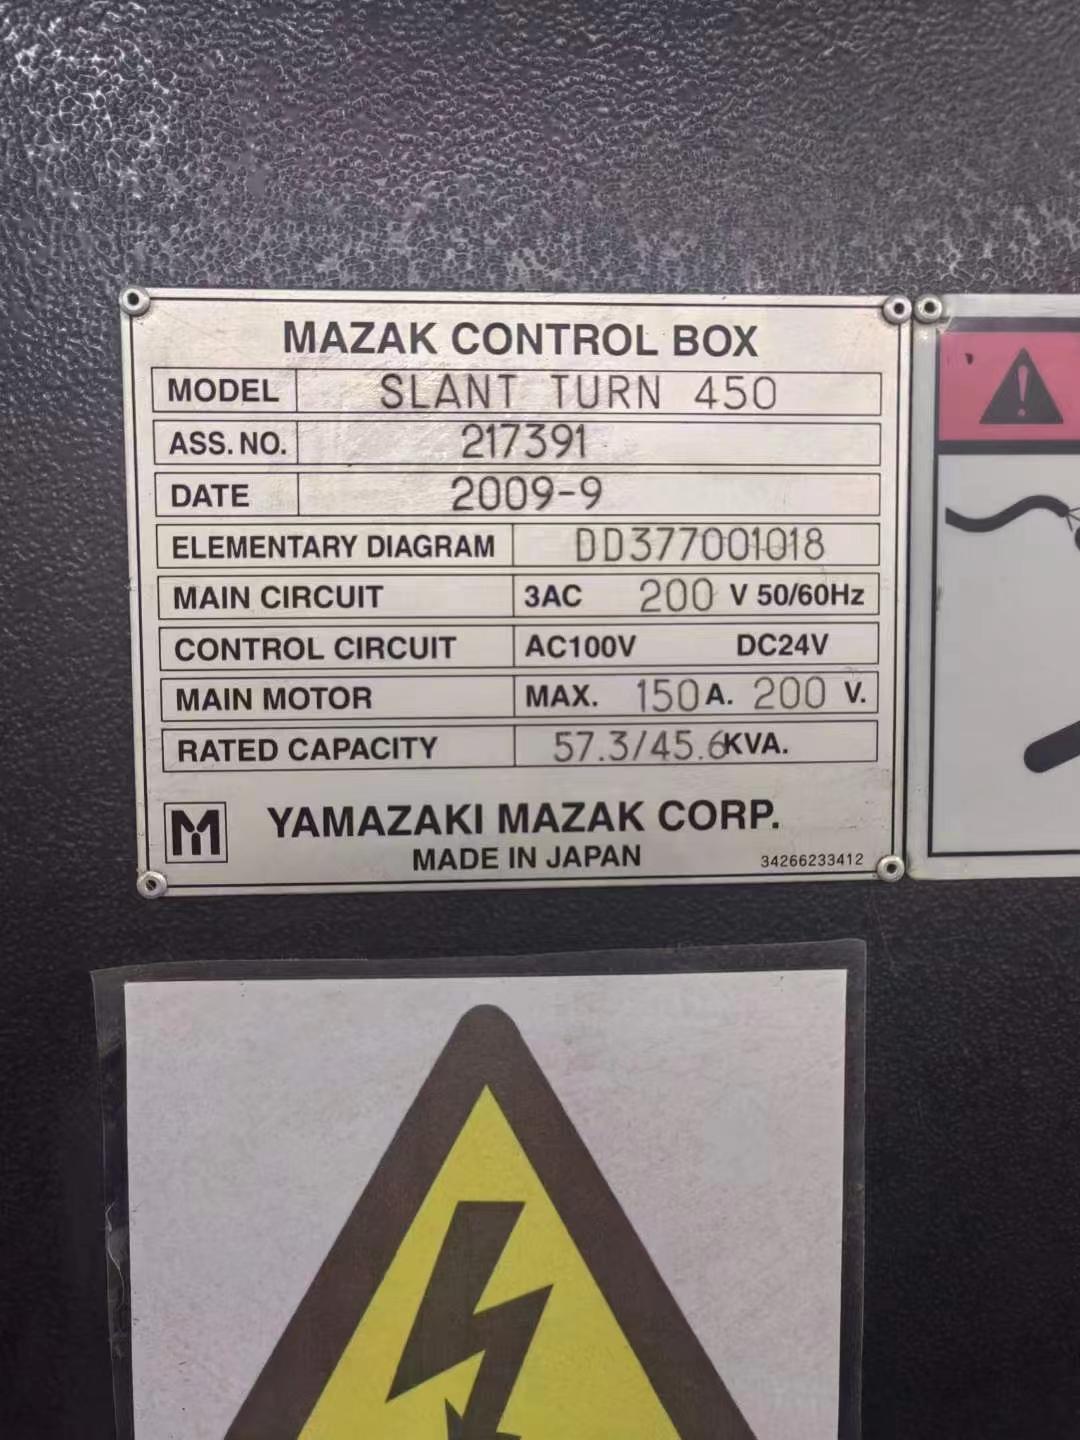 MAZAK CONTROL BOX
MODEL SLANT TURN 450
ASS. NO. 217391
DATE 2009-9
ELEMENTARY DIAGRAM DD377001018
MAIN CIRCUIT 3AC 200 V 50/60Hz
CONTROL CIRCUIT AC100V DC24V
MAIN MOTOR MAX. 150 A. 200 V.
RATED CAPACITY 57.3/45.6 KVA.
YAMAZAKI MAZAK CORP.
MADE IN JAPAN 34266233412